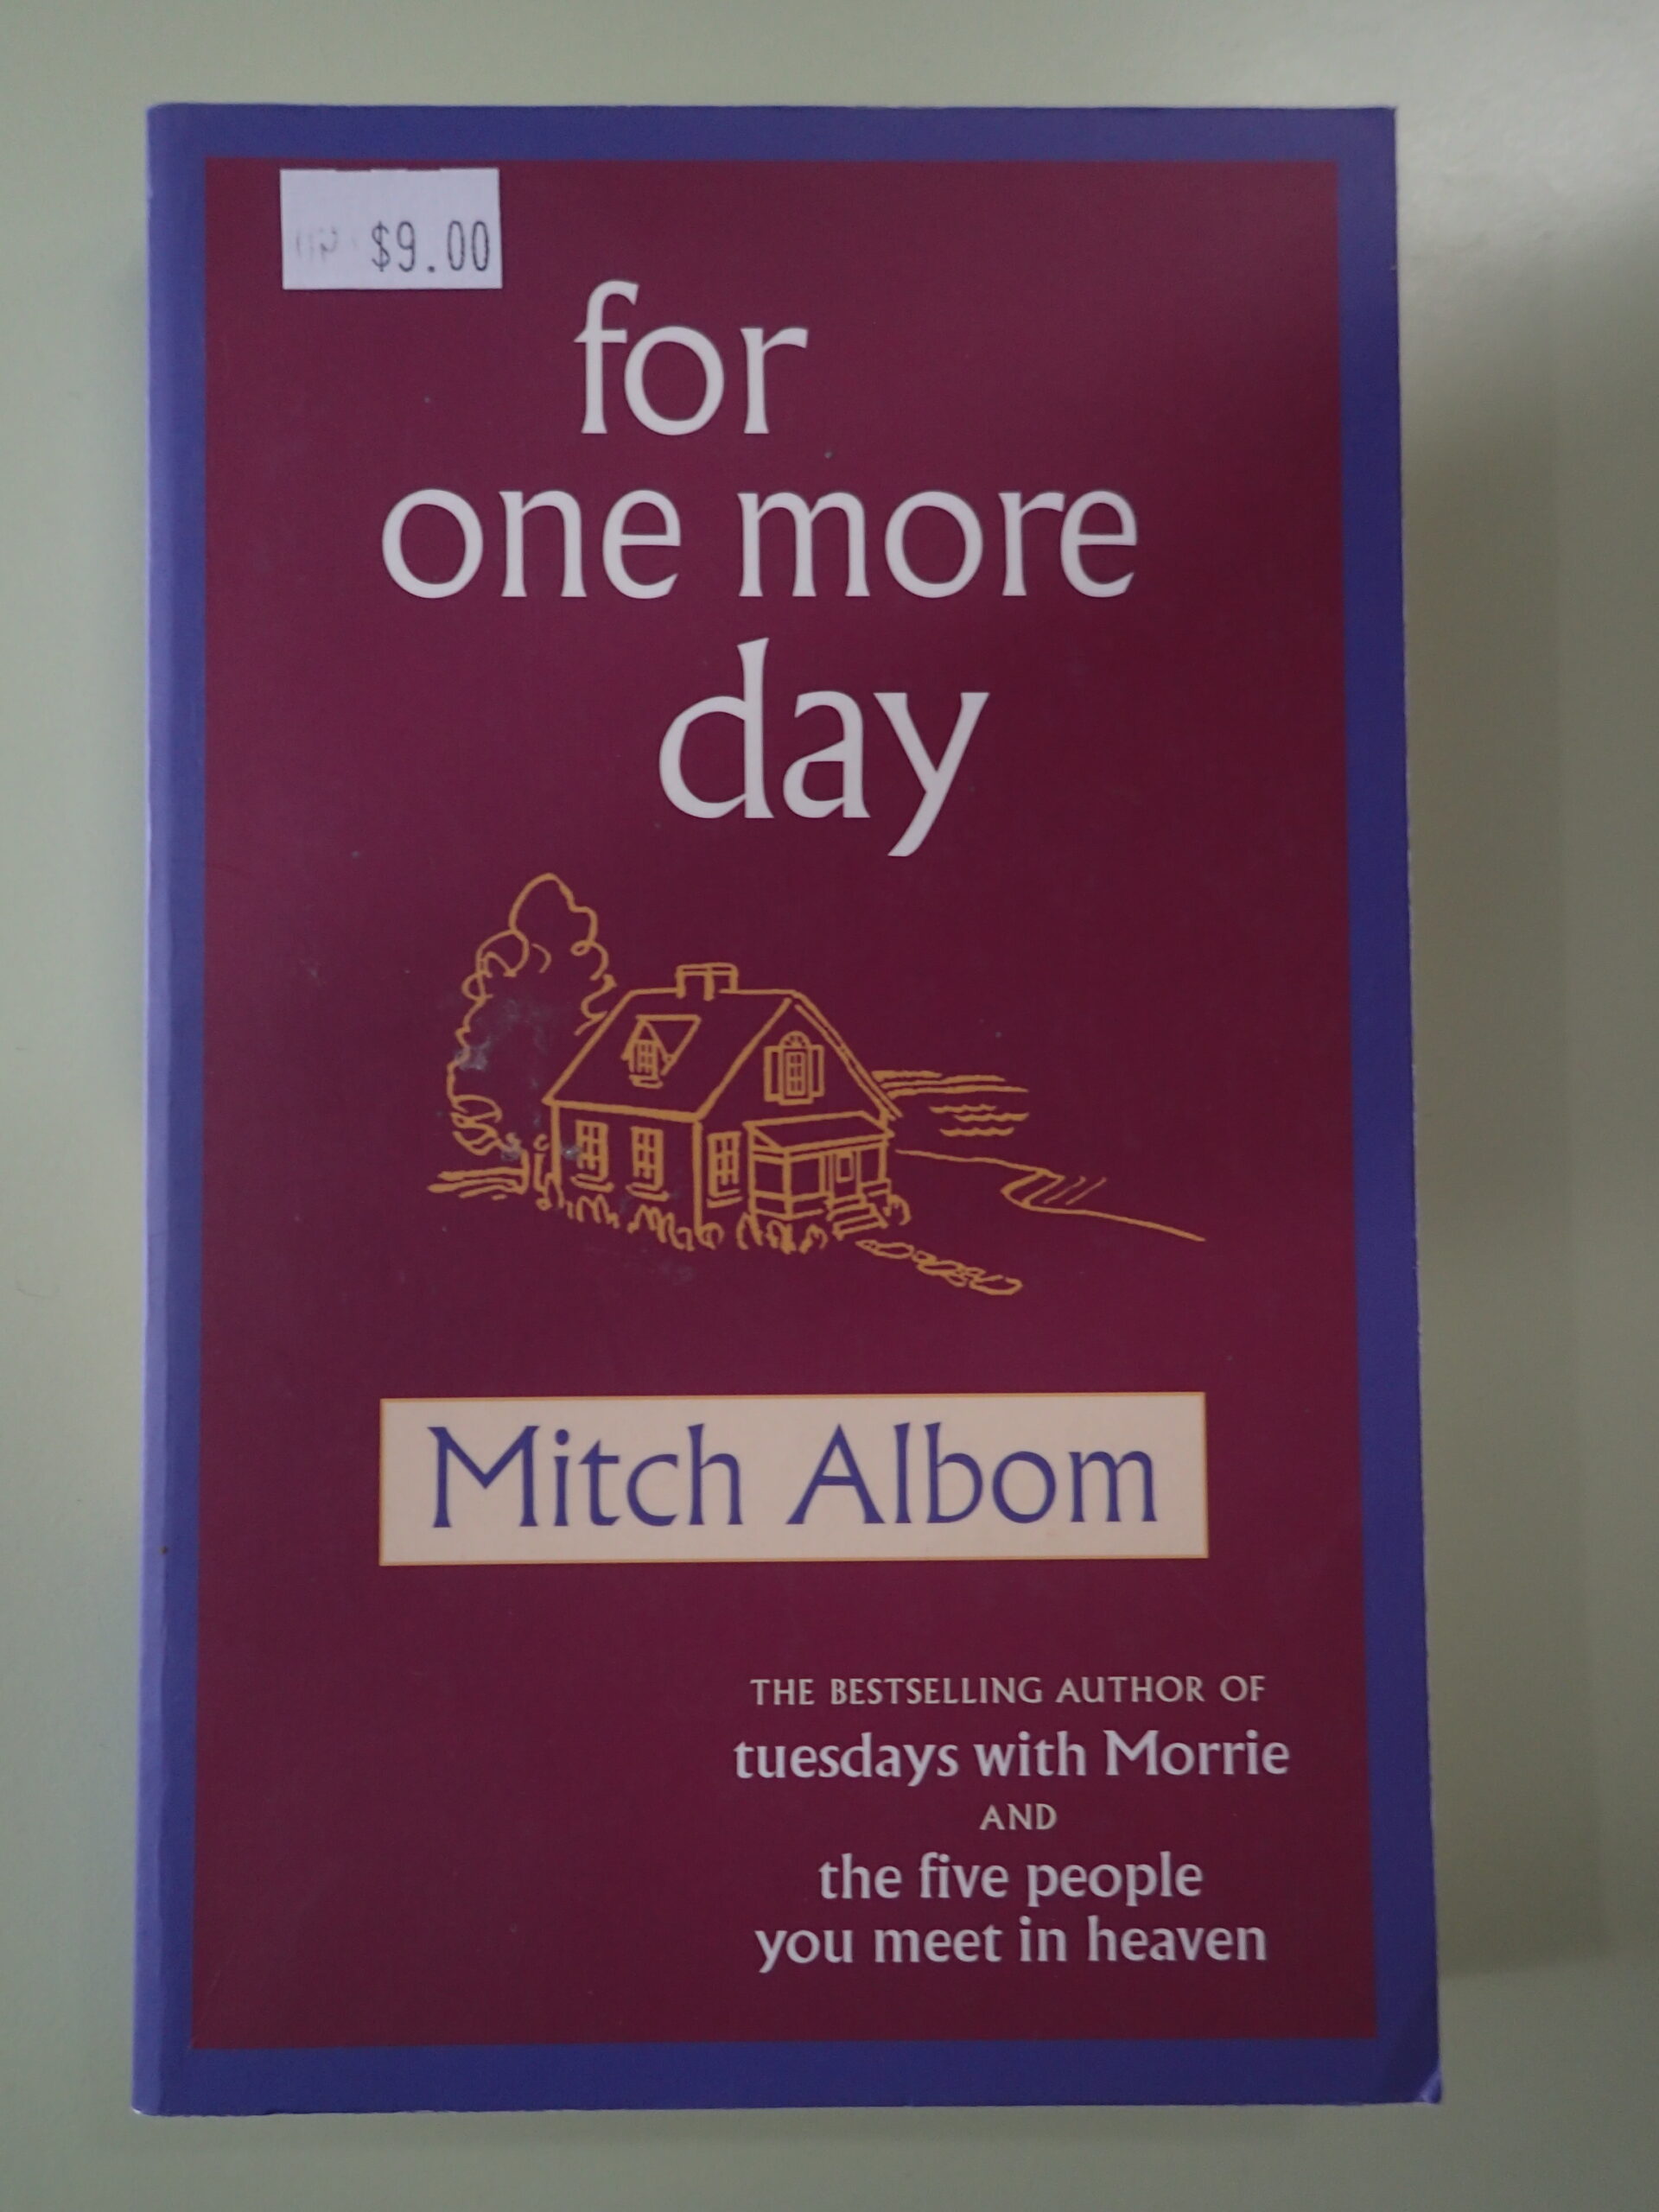 $9.00
for
one more
day
Mitch Albom
THE BESTSELLING AUTHOR OF
tuesdays with Morrie
AND
the five people
you meet in heaven